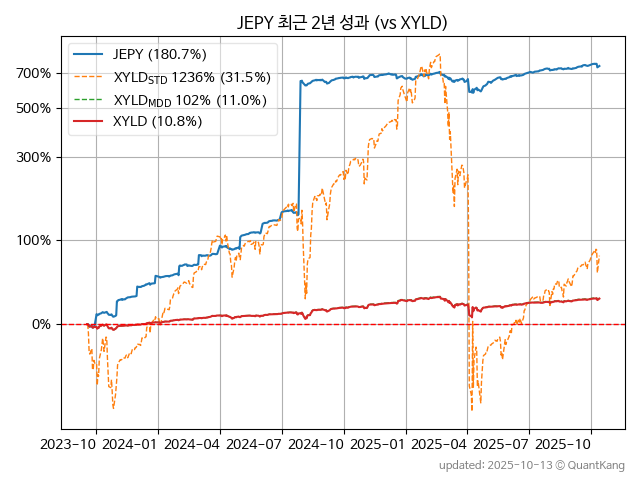 JEPY 최근 2년 성과 (vs XYLD)
JEPY (180.7%)
XYLD_STD 1236% (31.5%)
XYLD_MDD 102% (11.0%)
XYLD (10.8%)
700%
500%
300%
100%
0%
2023-10 2024-01 2024-04 2024-07 2024-10 2025-01 2025-04 2025-07 2025-10
updated: 2025-10-13 © QuantKang